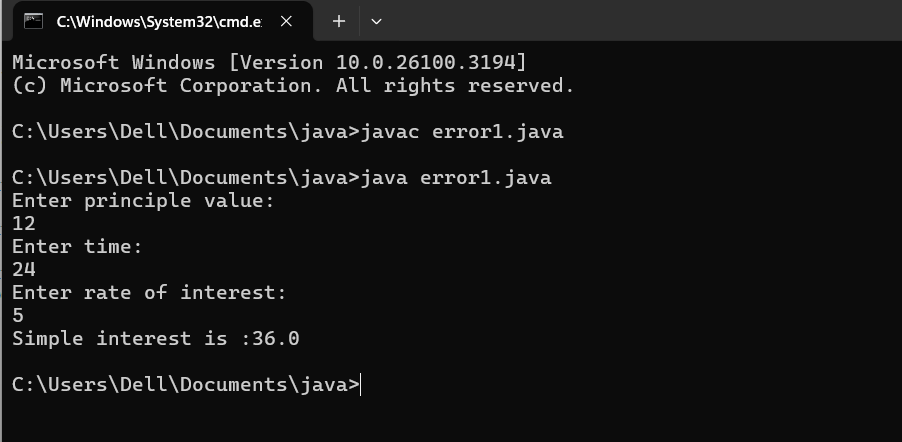 C:\Windows\System32\cmd.e
Microsoft Windows [Version 10.0.26100.3194]
(c) Microsoft Corporation. All rights reserved.
C:\Users\Dell\Documents\java>javac error1.java
C:\Users\Dell\Documents\java>java error1.java
Enter principle value:
12
Enter time:
24
Enter rate of interest:
5
Simple interest is :36.0
C:\Users\Dell\Documents\java>